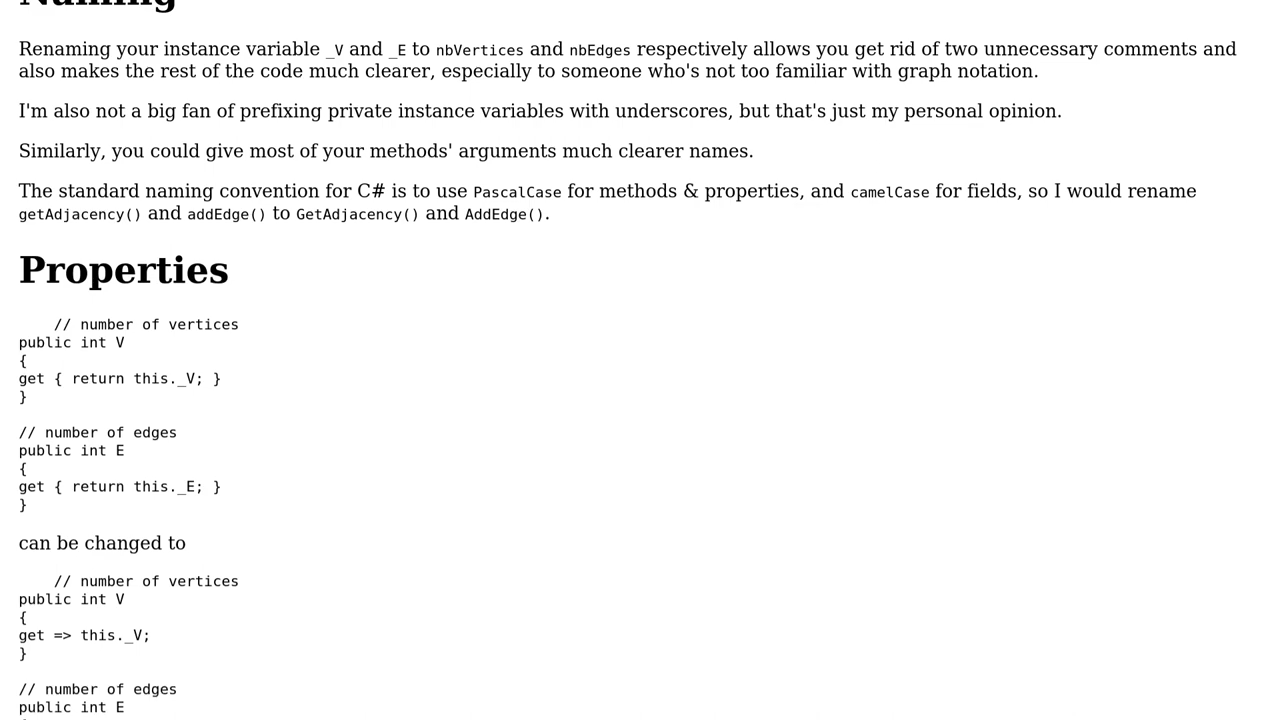 Naming
Renaming your instance variable _V and _E to nbVertices and nbEdges respectively allows you get rid of two unnecessary comments and
also makes the rest of the code much clearer, especially to someone who's not too familiar with graph notation.
I'm also not a big fan of prefixing private instance variables with underscores, but that's just my personal opinion.
Similarly, you could give most of your methods' arguments much clearer names.
The standard naming convention for C# is to use PascalCase for methods & properties, and camelCase for fields, so I would rename
getAdjacency() and addEdge() to GetAdjacency() and AddEdge().
Properties
    // number of vertices
public int V
{
get { return this._V; }
}
// number of edges
public int E
{
get { return this._E; }
}
can be changed to
    // number of vertices
public int V
{
get => this._V;
}
// number of edges
public int E